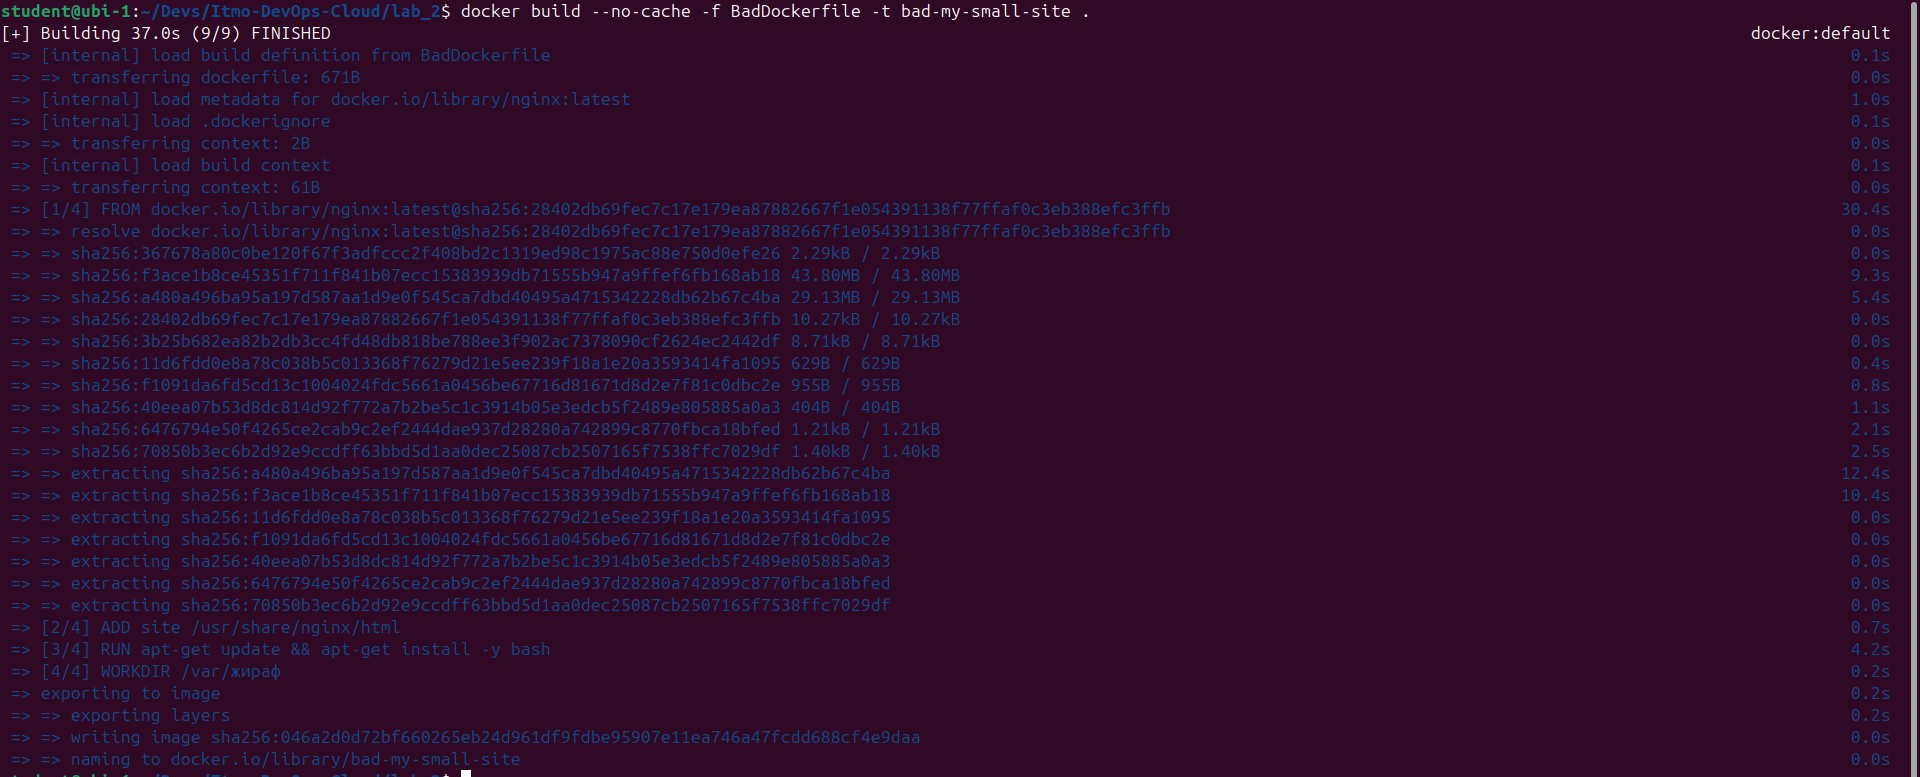 student@ubi-1:~/Devs/Itmo-DevOps-Cloud/lab_2$ docker build --no-cache -f BadDockerfile -t bad-my-small-site .
[+] Building 37.0s (9/9) FINISHED docker:default
=> [internal] load build definition from BadDockerfile 0.1s
=> => transferring dockerfile: 671B 0.0s
=> [internal] load metadata for docker.io/library/nginx:latest 1.0s
=> [internal] load .dockerignore 0.1s
=> => transferring context: 2B 0.0s
=> [internal] load build context 0.1s
=> => transferring context: 61B 0.0s
=> [1/4] FROM docker.io/library/nginx:latest@sha256:28402db69fec7c17e179ea87882667f1e054391138f77ffaf0c3eb388efc3ffb 30.4s
=> => resolve docker.io/library/nginx:latest@sha256:28402db69fec7c17e179ea87882667f1e054391138f77ffaf0c3eb388efc3ffb 0.0s
=> => sha256:367678a80c0be120f67f3adfccc2f408bd2c1319ed98c1975ac88e750d0efe26 2.29kB / 2.29kB 0.0s
=> => sha256:f3ace1b8ce45351f711f841b07ecc15383939db71555b947a9ffef6fb168ab18 43.80MB / 43.80MB 9.3s
=> => sha256:a480a496ba95a197d587aa1d9e0f545ca7dbd40495a4715342228db62b67c4ba 29.13MB / 29.13MB 5.4s
=> => sha256:28402db69fec7c17e179ea87882667f1e054391138f77ffaf0c3eb388efc3ffb 10.27kB / 10.27kB 0.0s
=> => sha256:3b25b682ea82b2db3cc4fd48db818be788ee3f902ac7378090cf2624ec2442df 8.71kB / 8.71kB 0.0s
=> => sha256:11d6fdd0e8a78c038b5c013368f76279d21e5ee239f18a1e20a3593414fa1095 629B / 629B 0.4s
=> => sha256:f1091da6fd5cd13c1004024fdc5661a0456be67716d81671d8d2e7f81c0dbc2e 955B / 955B 0.8s
=> => sha256:40eea07b53d8dc814d92f772a7b2be5c1c3914b05e3edcb5f2489e805885a0a3 404B / 404B 1.1s
=> => sha256:6476794e50f4265ce2cab9c2ef2444dae937d28280a742899c8770fbca18bfed 1.21kB / 1.21kB 2.1s
=> => sha256:70850b3ec6b2d92e9ccdff63bbd5d1aa0dec25087cb2507165f7538ffc7029df 1.40kB / 1.40kB 2.5s
=> => extracting sha256:a480a496ba95a197d587aa1d9e0f545ca7dbd40495a4715342228db62b67c4ba 12.4s
=> => extracting sha256:f3ace1b8ce45351f711f841b07ecc15383939db71555b947a9ffef6fb168ab18 10.4s
=> => extracting sha256:11d6fdd0e8a78c038b5c013368f76279d21e5ee239f18a1e20a3593414fa1095 0.0s
=> => extracting sha256:f1091da6fd5cd13c1004024fdc5661a0456be67716d81671d8d2e7f81c0dbc2e 0.0s
=> => extracting sha256:40eea07b53d8dc814d92f772a7b2be5c1c3914b05e3edcb5f2489e805885a0a3 0.0s
=> => extracting sha256:6476794e50f4265ce2cab9c2ef2444dae937d28280a742899c8770fbca18bfed 0.0s
=> => extracting sha256:70850b3ec6b2d92e9ccdff63bbd5d1aa0dec25087cb2507165f7538ffc7029df 0.0s
=> [2/4] ADD site /usr/share/nginx/html 0.7s
=> [3/4] RUN apt-get update && apt-get install -y bash 4.2s
=> [4/4] WORKDIR /var/жираф 0.2s
=> exporting to image 0.2s
=> => exporting layers 0.2s
=> => writing image sha256:046a2d0d72bf660265eb24d961df9fdbe95907e11ea746a47fcdd688cf4e9daa 0.0s
=> => naming to docker.io/library/bad-my-small-site 0.0s
student@ubi-1:~/Devs/Itmo-DevOps-Cloud/lab_2$